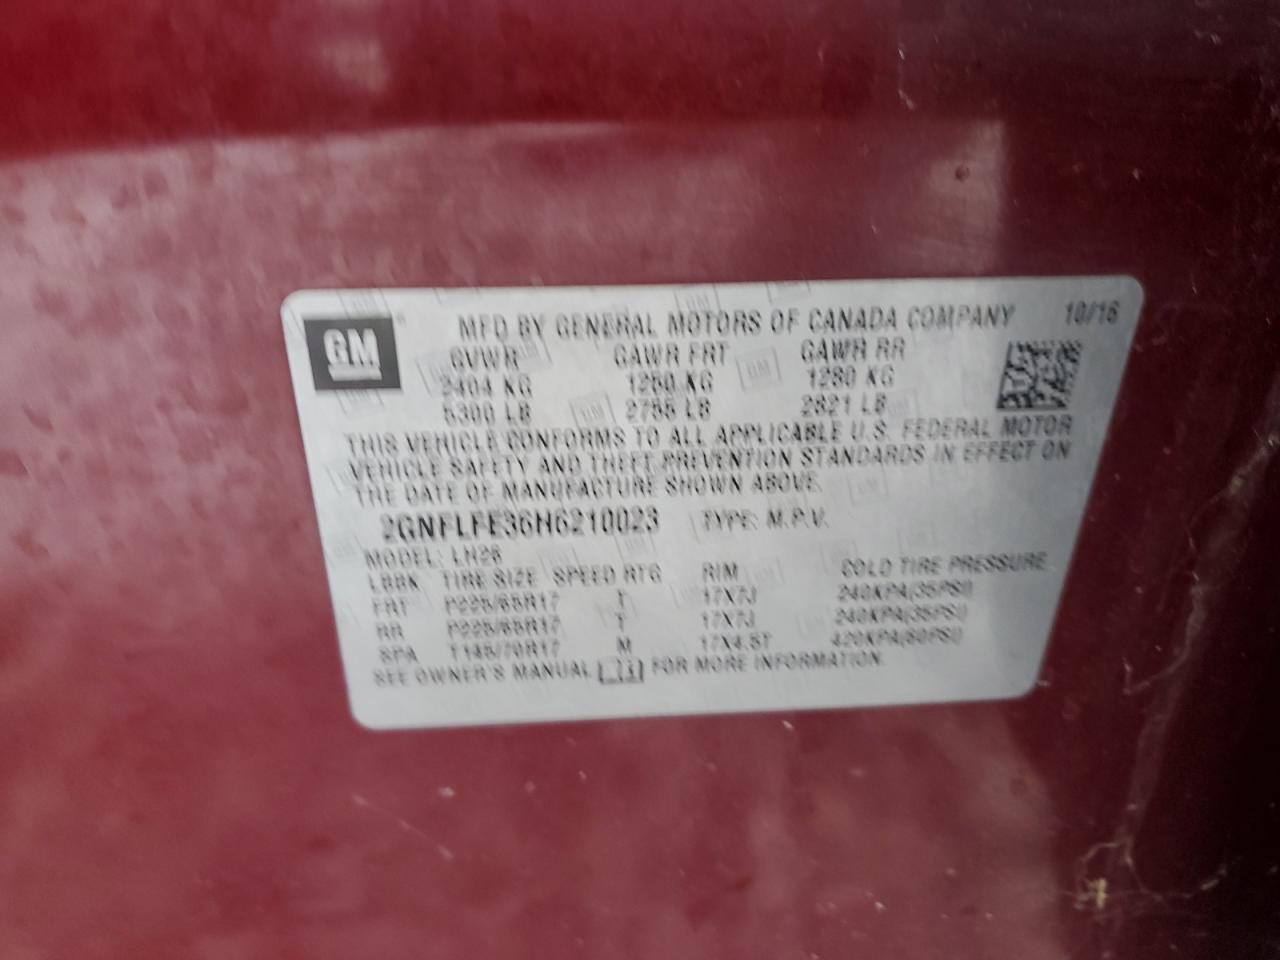 GM
MFD BY GENERAL MOTORS OF CANADA COMPANY 10/16
GVWR GAWR FRT GAWR RR
2404 KG 1250 KG 1280 KG
5300 LB 2755 LB 2821 LB
THIS VEHICLE CONFORMS TO ALL APPLICABLE U.S. FEDERAL MOTOR
VEHICLE SAFETY AND THEFT PREVENTION STANDARDS IN EFFECT ON
THE DATE OF MANUFACTURE SHOWN ABOVE.
2GNFLFE36H6210023 TYPE: M.P.V.
MODEL: LH26
LBBK TIRE SIZE SPEED RTG RIM COLD TIRE PRESSURE
FRT P225/65R17 T 17X7J 240KPA(35PSI)
RR P225/65R17 T 17X7J 240KPA(35PSI)
SPA T145/70R17 M 17X4.5T 420KPA(60PSI)
SEE OWNER'S MANUAL FOR MORE INFORMATION.